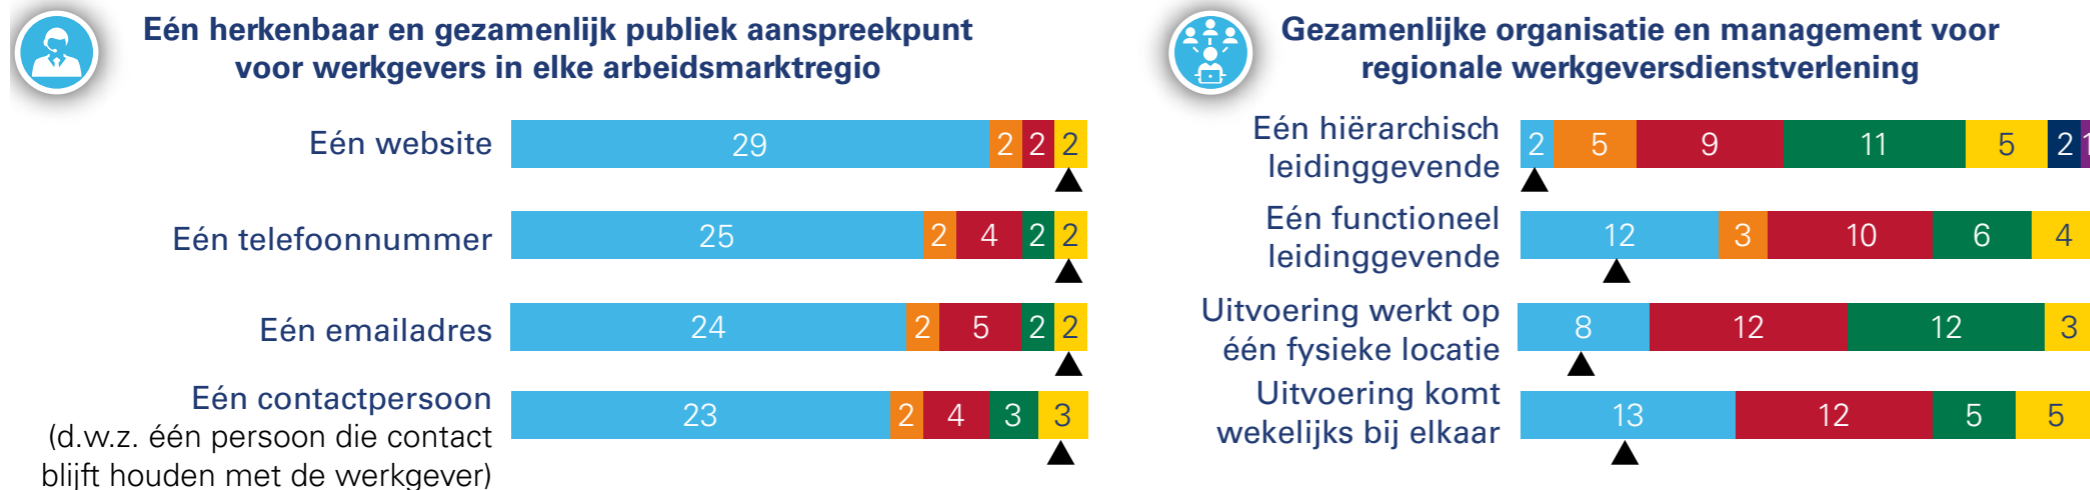 Eén herkenbaar en gezamenlijk publiek aanspreekpunt
voor werkgevers in elke arbeidsmarktregio
Eén website
29 2 2 2
Eén telefoonnummer
25 2 4 2 2
Eén emailadres
24 2 5 2 2
Eén contactpersoon
(d.w.z. één persoon die contact
blijft houden met de werkgever)
23 2 4 3 3
Gezamenlijke organisatie en management voor
regionale werkgeversdienstverlening
Eén hiërarchisch
leidinggevende
2 5 9 11 5 2 1
Eén functioneel
leidinggevende
12 3 10 6 4
Uitvoering werkt op
één fysieke locatie
8 12 12 3
Uitvoering komt
wekelijks bij elkaar
13 12 5 5